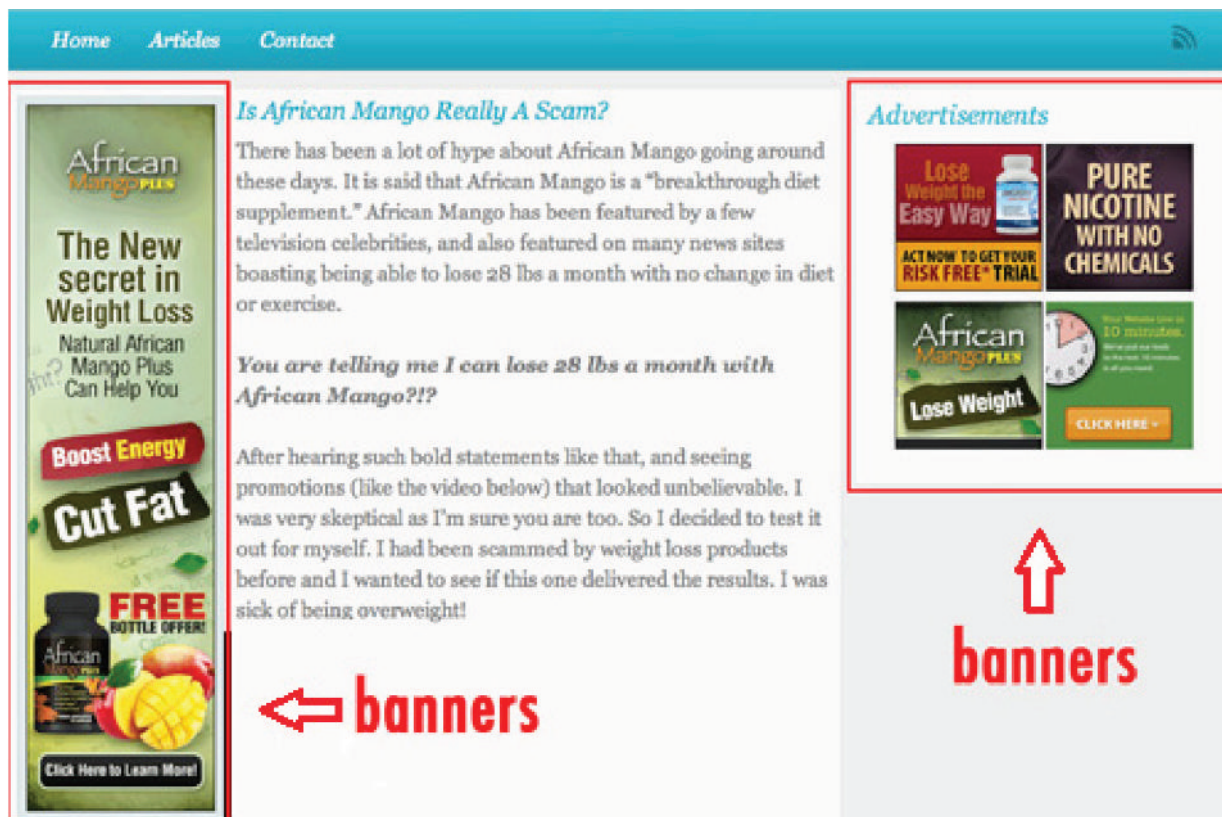 Home Articles Contact
African
Mango PLUS
The New
secret in
Weight Loss
Natural African
Mango Plus
Can Help You
Boost Energy
Cut Fat
FREE
BOTTLE OFFER!
African
Mango PLUS
Click Here to Learn More!
Is African Mango Really A Scam?
There has been a lot of hype about African Mango going around
these days. It is said that African Mango is a “breakthrough diet
supplement.” African Mango has been featured by a few
television celebrities, and also featured on many news sites
boasting being able to lose 28 lbs a month with no change in diet
or exercise.
You are telling me I can lose 28 lbs a month with
African Mango?!?
After hearing such bold statements like that, and seeing
promotions (like the video below) that looked unbelievable. I
was very skeptical as I’m sure you are too. So I decided to test it
out for myself. I had been scammed by weight loss products
before and I wanted to see if this one delivered the results. I was
sick of being overweight!
banners
Advertisements
Lose
Weight the
Easy Way
ACT NOW TO GET YOUR
RISK FREE* TRIAL
PURE
NICOTINE
WITH NO
CHEMICALS
African
Mango PLUS
Lose Weight
Your Website Live in
10 minutes.
CLICK HERE »
banners